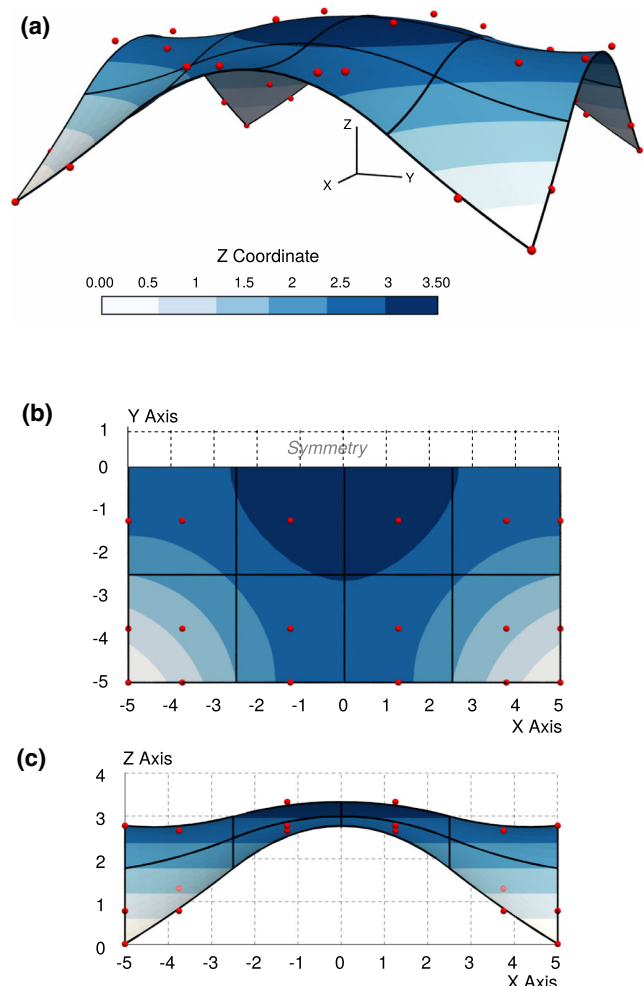 (a)
Z
X
Y
Z Coordinate
0.00 0.5 1 1.5 2 2.5 3 3.50
(b)
Y Axis
1
Symmetry
0
-1
-2
-3
-4
-5
-5 -4 -3 -2 -1 0 1 2 3 4 5
X Axis
(c)
Z Axis
4
3
2
1
0
-5 -4 -3 -2 -1 0 1 2 3 4 5
X Axis